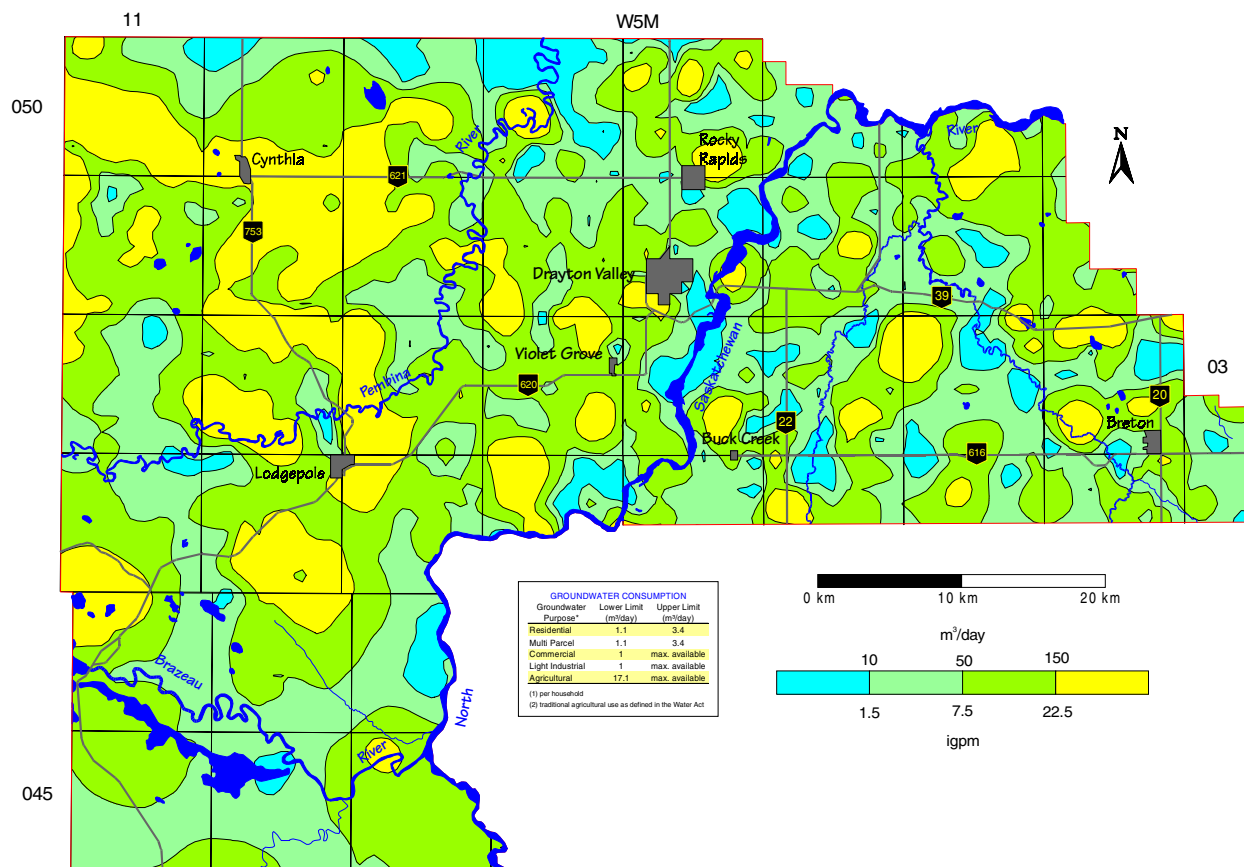 11
W5M
050
River
River
Rocky
Rapids
N
Cynthia
621
753
Drayton Valley
39
Violet Grove
Saskatchewan
03
Pembina
620
20
22
Buck Creek
Breton
616
Lodgepole
GROUNDWATER CONSUMPTION
Groundwater Lower Limit Upper Limit
Purpose* (m³/day) (m³/day)
Residential 1.1 3.4
Multi Parcel 1.1 3.4
Commercial 1 max. available
Light Industrial 1 max. available
Agricultural 17.1 max. available
(1) per household
(2) traditional agricultural use as defined in the Water Act
0 km 10 km 20 km
m³/day
10 50 150
1.5 7.5 22.5
igpm
Brazeau
North
River
045